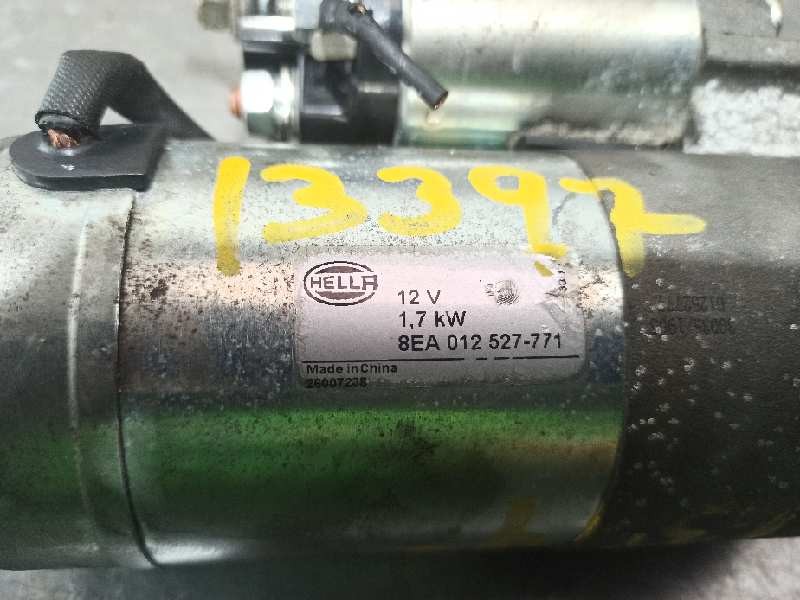 13397
HELLA
12 V
1,7 kW
8EA 012 527-771
Made in China
26007238